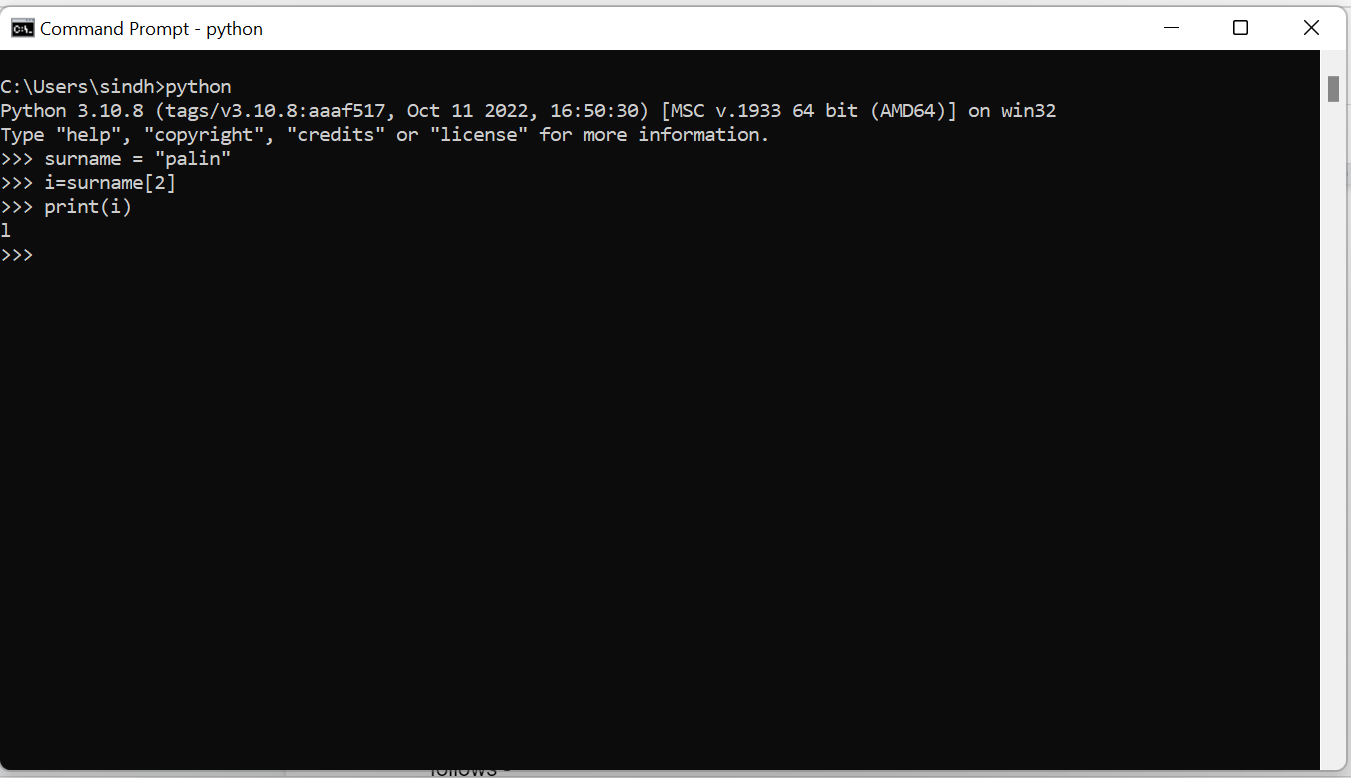 Command Prompt - python
C:\Users\sindh>python
Python 3.10.8 (tags/v3.10.8:aaaf517, Oct 11 2022, 16:50:30) [MSC v.1933 64 bit (AMD64)] on win32
Type "help", "copyright", "credits" or "license" for more information.
>>> surname = "palin"
>>> i=surname[2]
>>> print(i)
l
>>>